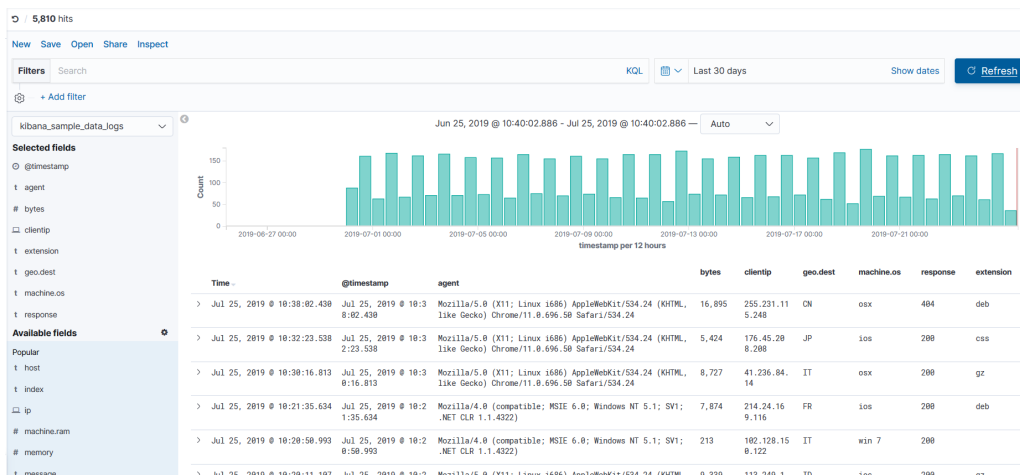 / 5,810 hits
New Save Open Share Inspect
Filters Search KQL Last 30 days Show dates Refresh
+ Add filter
kibana_sample_data_logs
Selected fields
@timestamp
t agent
# bytes
clientip
t extension
t geo.dest
t machine.os
t response
Available fields
Popular
t host
t index
ip
# machine.ram
# memory
t message
Jun 25, 2019 @ 10:40:02.886 - Jul 25, 2019 @ 10:40:02.886 — Auto
Count
150
100
50
0
2019-06-27 00:00 2019-07-01 00:00 2019-07-05 00:00 2019-07-09 00:00 2019-07-13 00:00 2019-07-17 00:00 2019-07-21 00:00
timestamp per 12 hours
Time @timestamp agent bytes clientip geo.dest machine.os response extension
Jul 25, 2019 @ 10:38:02.430 Jul 25, 2019 @ 10:3 Mozilla/5.0 (X11; Linux i686) AppleWebKit/534.24 (KHTML, 16,895 255.231.11 CN osx 404 deb
8:02.430 like Gecko) Chrome/11.0.696.50 Safari/534.24 5.248
Jul 25, 2019 @ 10:32:23.538 Jul 25, 2019 @ 10:3 Mozilla/5.0 (X11; Linux i686) AppleWebKit/534.24 (KHTML, 5,424 176.45.20 JP ios 200 css
2:23.538 like Gecko) Chrome/11.0.696.50 Safari/534.24 8.208
Jul 25, 2019 @ 10:30:16.813 Jul 25, 2019 @ 10:3 Mozilla/5.0 (X11; Linux i686) AppleWebKit/534.24 (KHTML, 8,727 41.236.84. IT osx 200 gz
0:16.813 like Gecko) Chrome/11.0.696.50 Safari/534.24 14
Jul 25, 2019 @ 10:21:35.634 Jul 25, 2019 @ 10:2 Mozilla/4.0 (compatible; MSIE 6.0; Windows NT 5.1; SV1; 7,874 214.24.16 FR ios 200 deb
1:35.634 .NET CLR 1.1.4322) 9.116
Jul 25, 2019 @ 10:20:50.993 Jul 25, 2019 @ 10:2 Mozilla/4.0 (compatible; MSIE 6.0; Windows NT 5.1; SV1; 213 102.128.15 IT win 7 200
0:50.993 .NET CLR 1.1.4322) 0.122